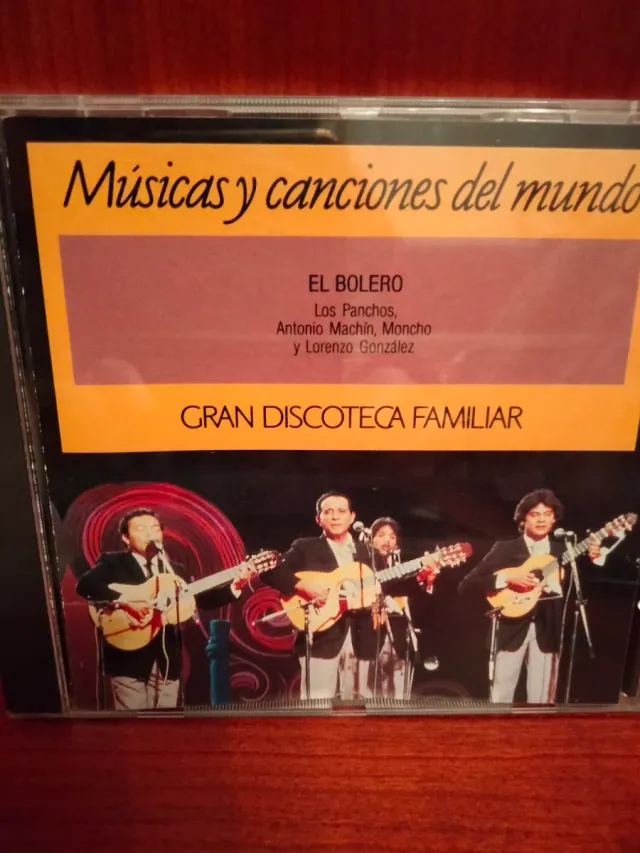 Músicas y canciones del mundo
EL BOLERO
Los Panchos,
Antonio Machín, Moncho
y Lorenzo González
GRAN DISCOTECA FAMILIAR